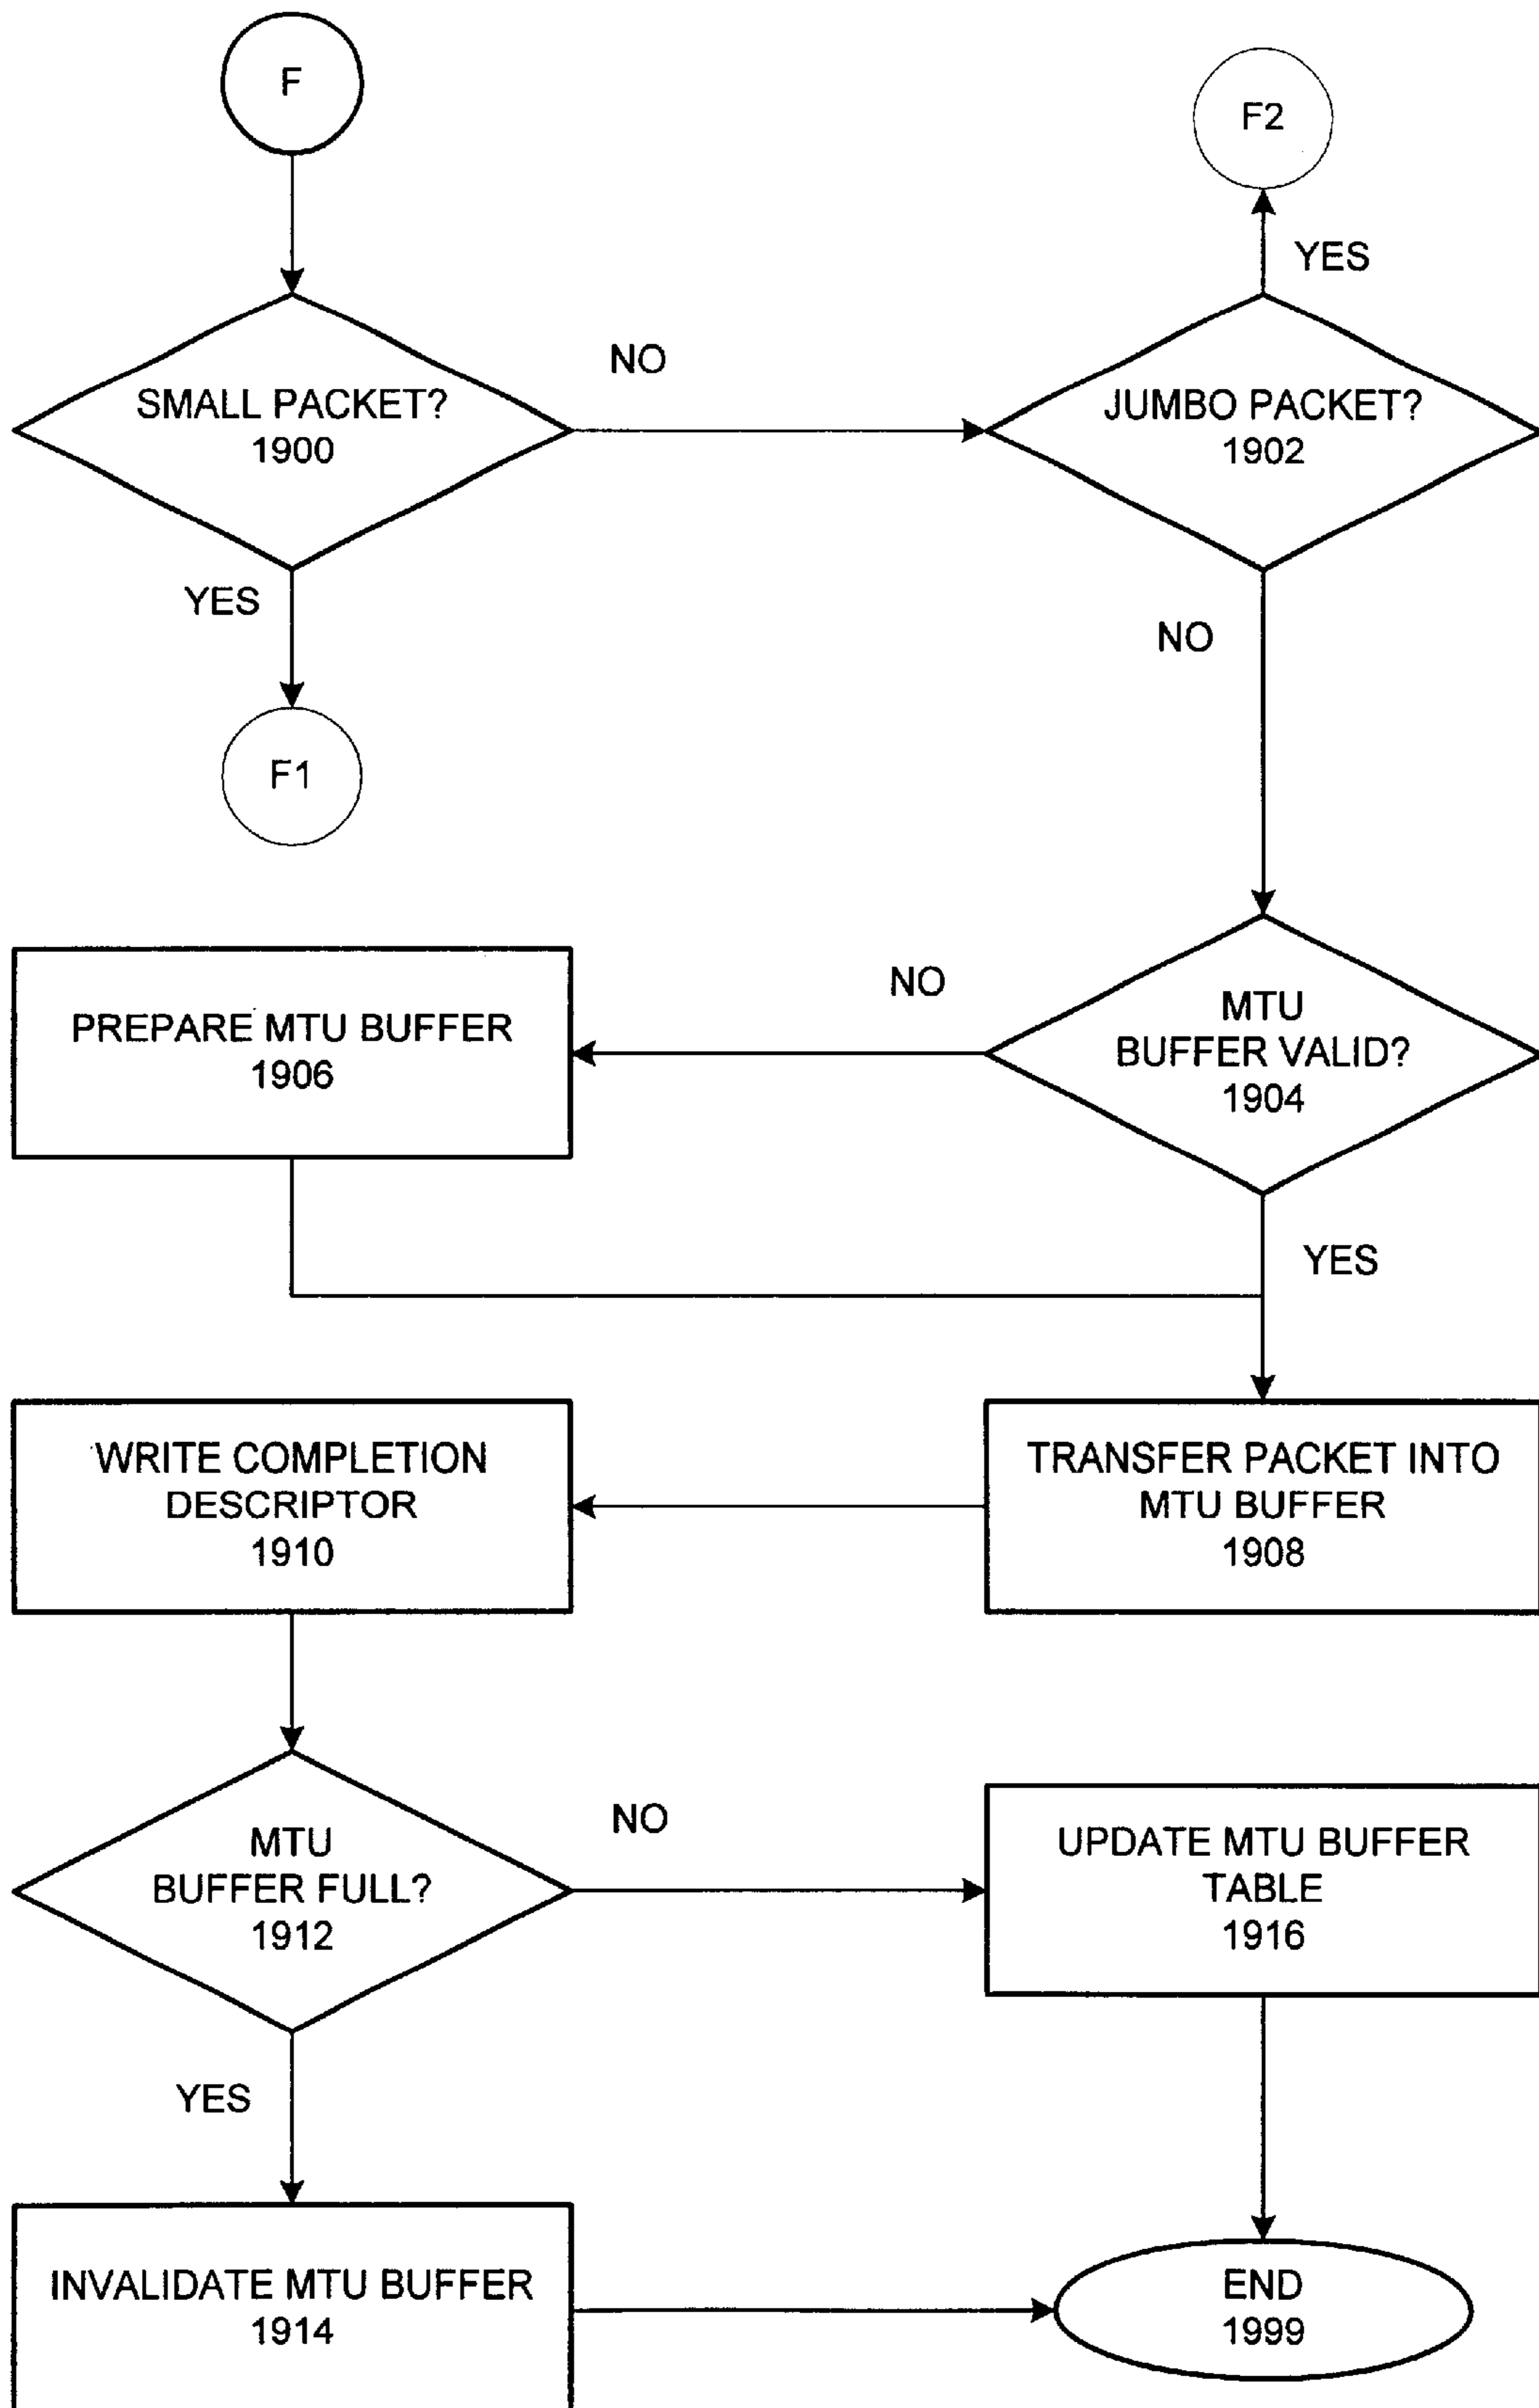 F
F2
YES
SMALL PACKET?
1900
NO
JUMBO PACKET?
1902
YES
NO
F1
PREPARE MTU BUFFER
1906
NO
MTU
BUFFER VALID?
1904
YES
WRITE COMPLETION
DESCRIPTOR
1910
TRANSFER PACKET INTO
MTU BUFFER
1908
MTU
BUFFER FULL?
1912
NO
UPDATE MTU BUFFER
TABLE
1916
YES
INVALIDATE MTU BUFFER
1914
END
1999